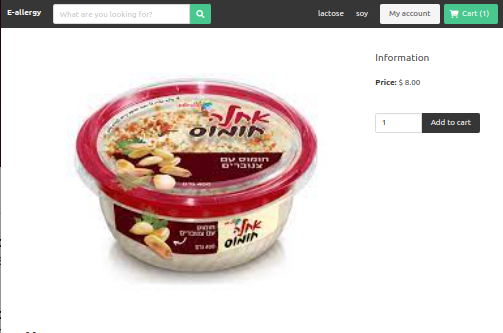 E-allergy
What are you looking for?
lactose
soy
My account
Cart (1)
Information
Price: $ 8.00
1
Add to cart
אחלה
חומוס
חומוס עם
צנוברים
400 גרם
אחלה
חומוס
חומוס
עם צנוברים
400 גרם